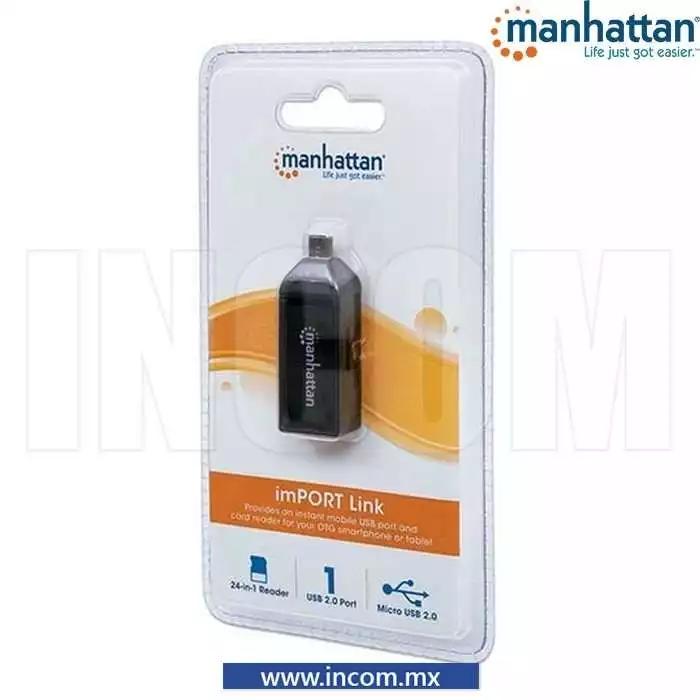 manhattan
Life just got easier.™
manhattan®
Life just got easier.™
manhattan
INCOM
imPORT Link
Provides an instant mobile USB port and
card reader for your OTG smartphone or tablet
24-in-1 Reader
1
USB 2.0 Port
Micro USB 2.0
www.incom.mx